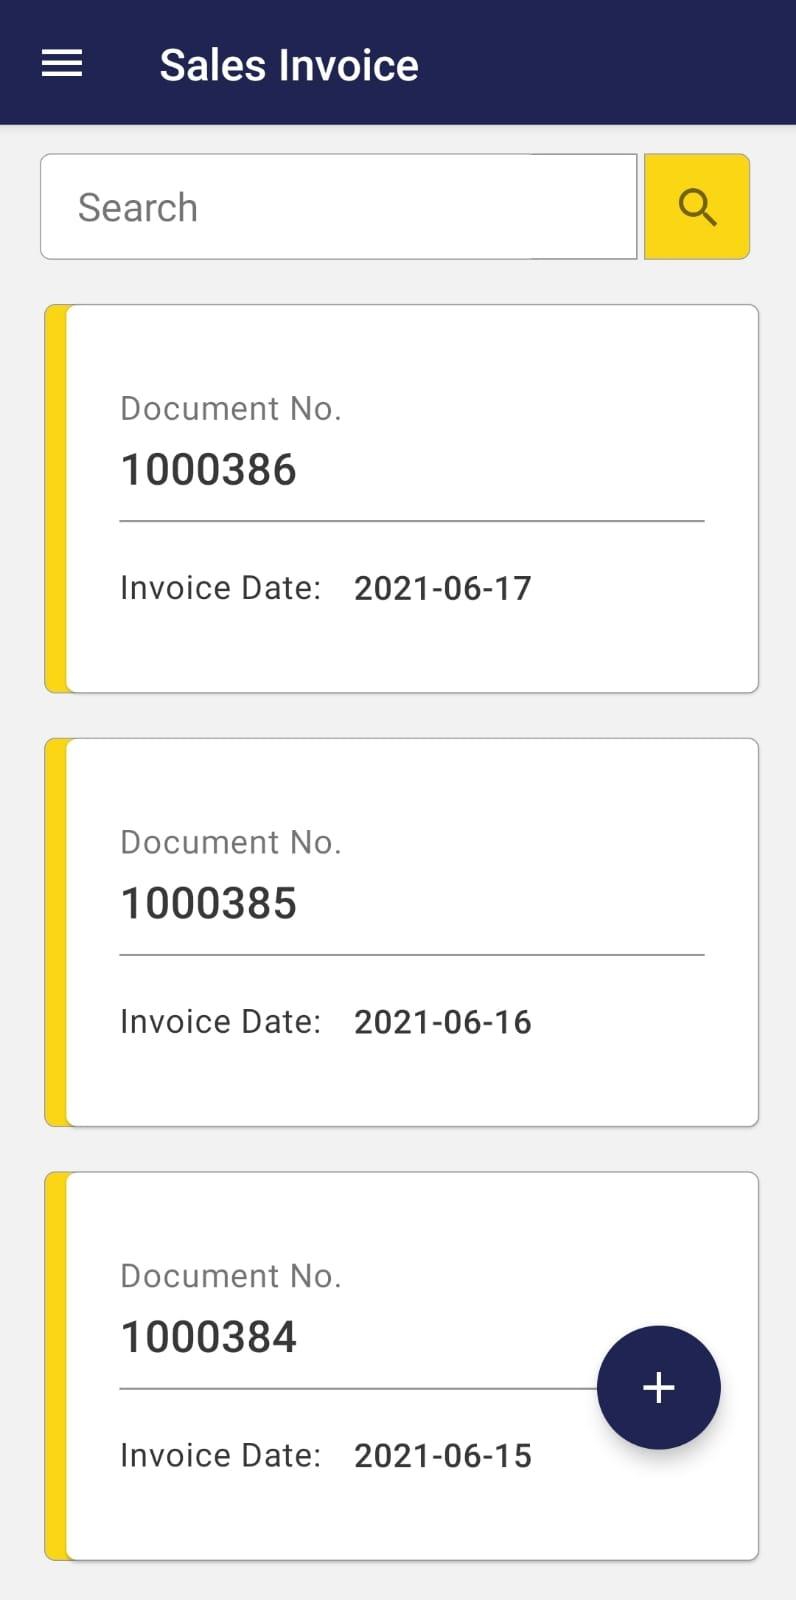 Sales Invoice
Search
Document No.
1000386
Invoice Date: 2021-06-17
Document No.
1000385
Invoice Date: 2021-06-16
Document No.
1000384
Invoice Date: 2021-06-15